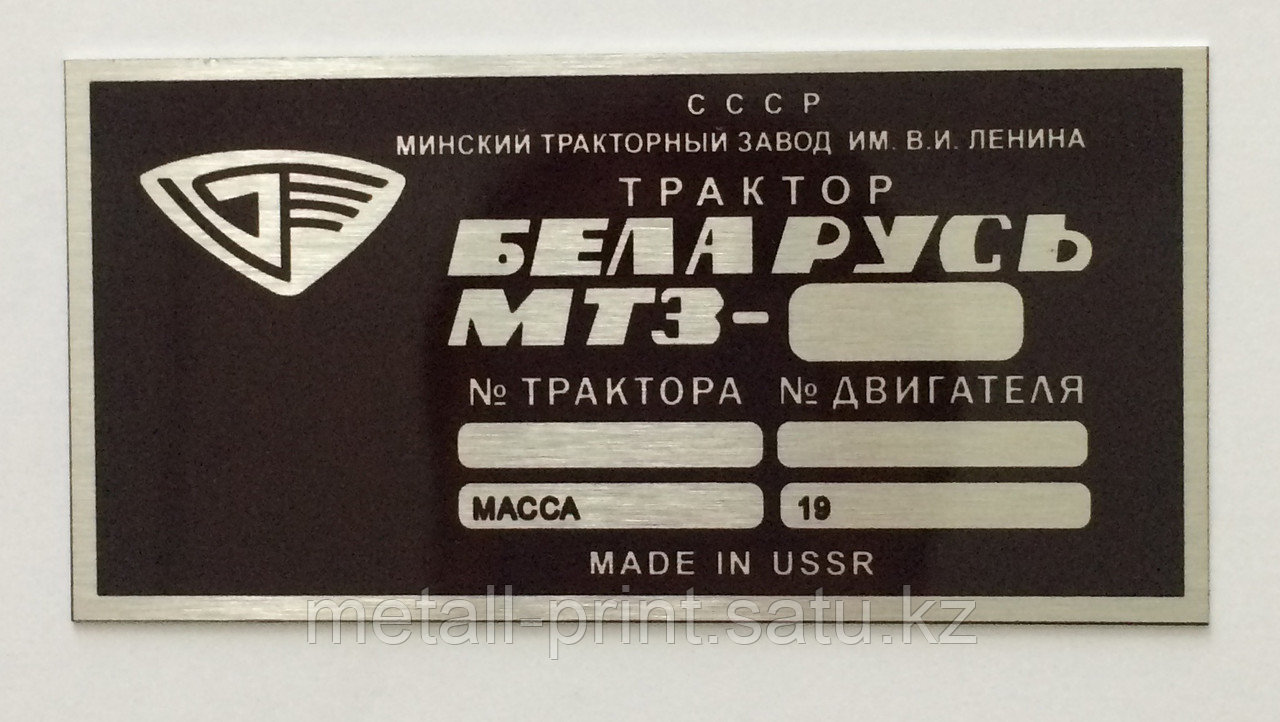 СССР
МИНСКИЙ ТРАКТОРНЫЙ ЗАВОД ИМ. В.И. ЛЕНИНА
ТРАКТОР
БЕЛАРУСЬ
МТЗ-
№ ТРАКТОРА № ДВИГАТЕЛЯ
МАССА 19
MADE IN USSR
metall-print.satu.kz